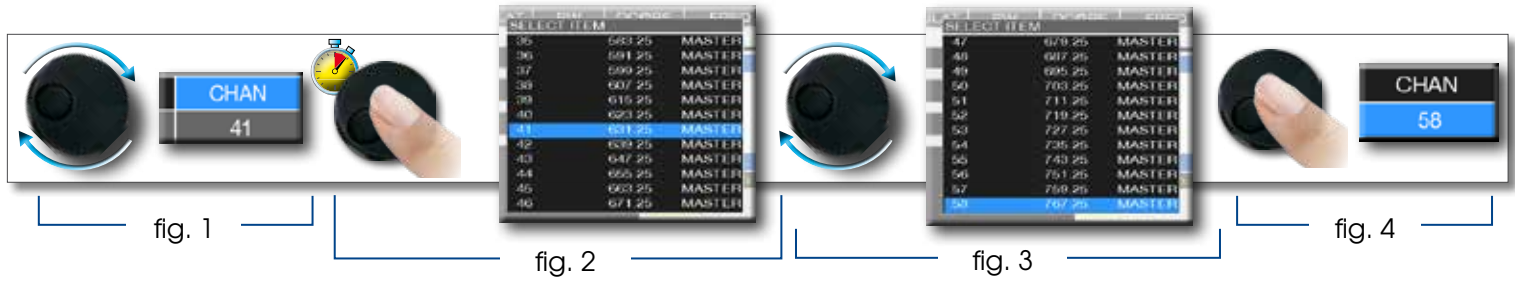 CHAN
41
SELECT ITEM
35 583.25 MASTER
36 591.25 MASTER
37 599.25 MASTER
38 607.25 MASTER
39 615.25 MASTER
40 623.25 MASTER
41 631.25 MASTER
42 639.25 MASTER
43 647.25 MASTER
44 655.25 MASTER
45 663.25 MASTER
46 671.25 MASTER
SELECT ITEM
47 679.25 MASTER
48 687.25 MASTER
49 695.25 MASTER
50 703.25 MASTER
51 711.25 MASTER
52 719.25 MASTER
53 727.25 MASTER
54 735.25 MASTER
55 743.25 MASTER
56 751.25 MASTER
57 759.25 MASTER
58 767.25 MASTER
CHAN
58
fig. 1
fig. 2
fig. 3
fig. 4